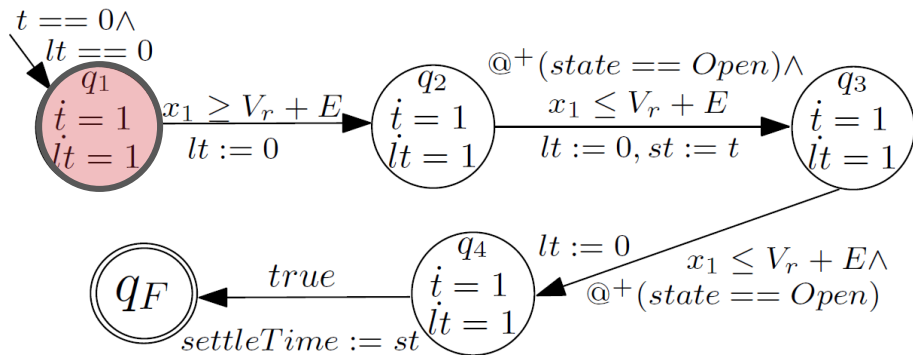 t == 0∧
lt == 0
q₁
ṫ = 1
l̇t = 1
x₁ ≥ Vᵣ + E
lt := 0
q₂
ṫ = 1
l̇t = 1
@⁺(state == Open)∧
x₁ ≤ Vᵣ + E
lt := 0, st := t
q₃
ṫ = 1
l̇t = 1
lt := 0
x₁ ≤ Vᵣ + E∧
@⁺(state == Open)
q₄
ṫ = 1
l̇t = 1
true
settleTime := st
q_F